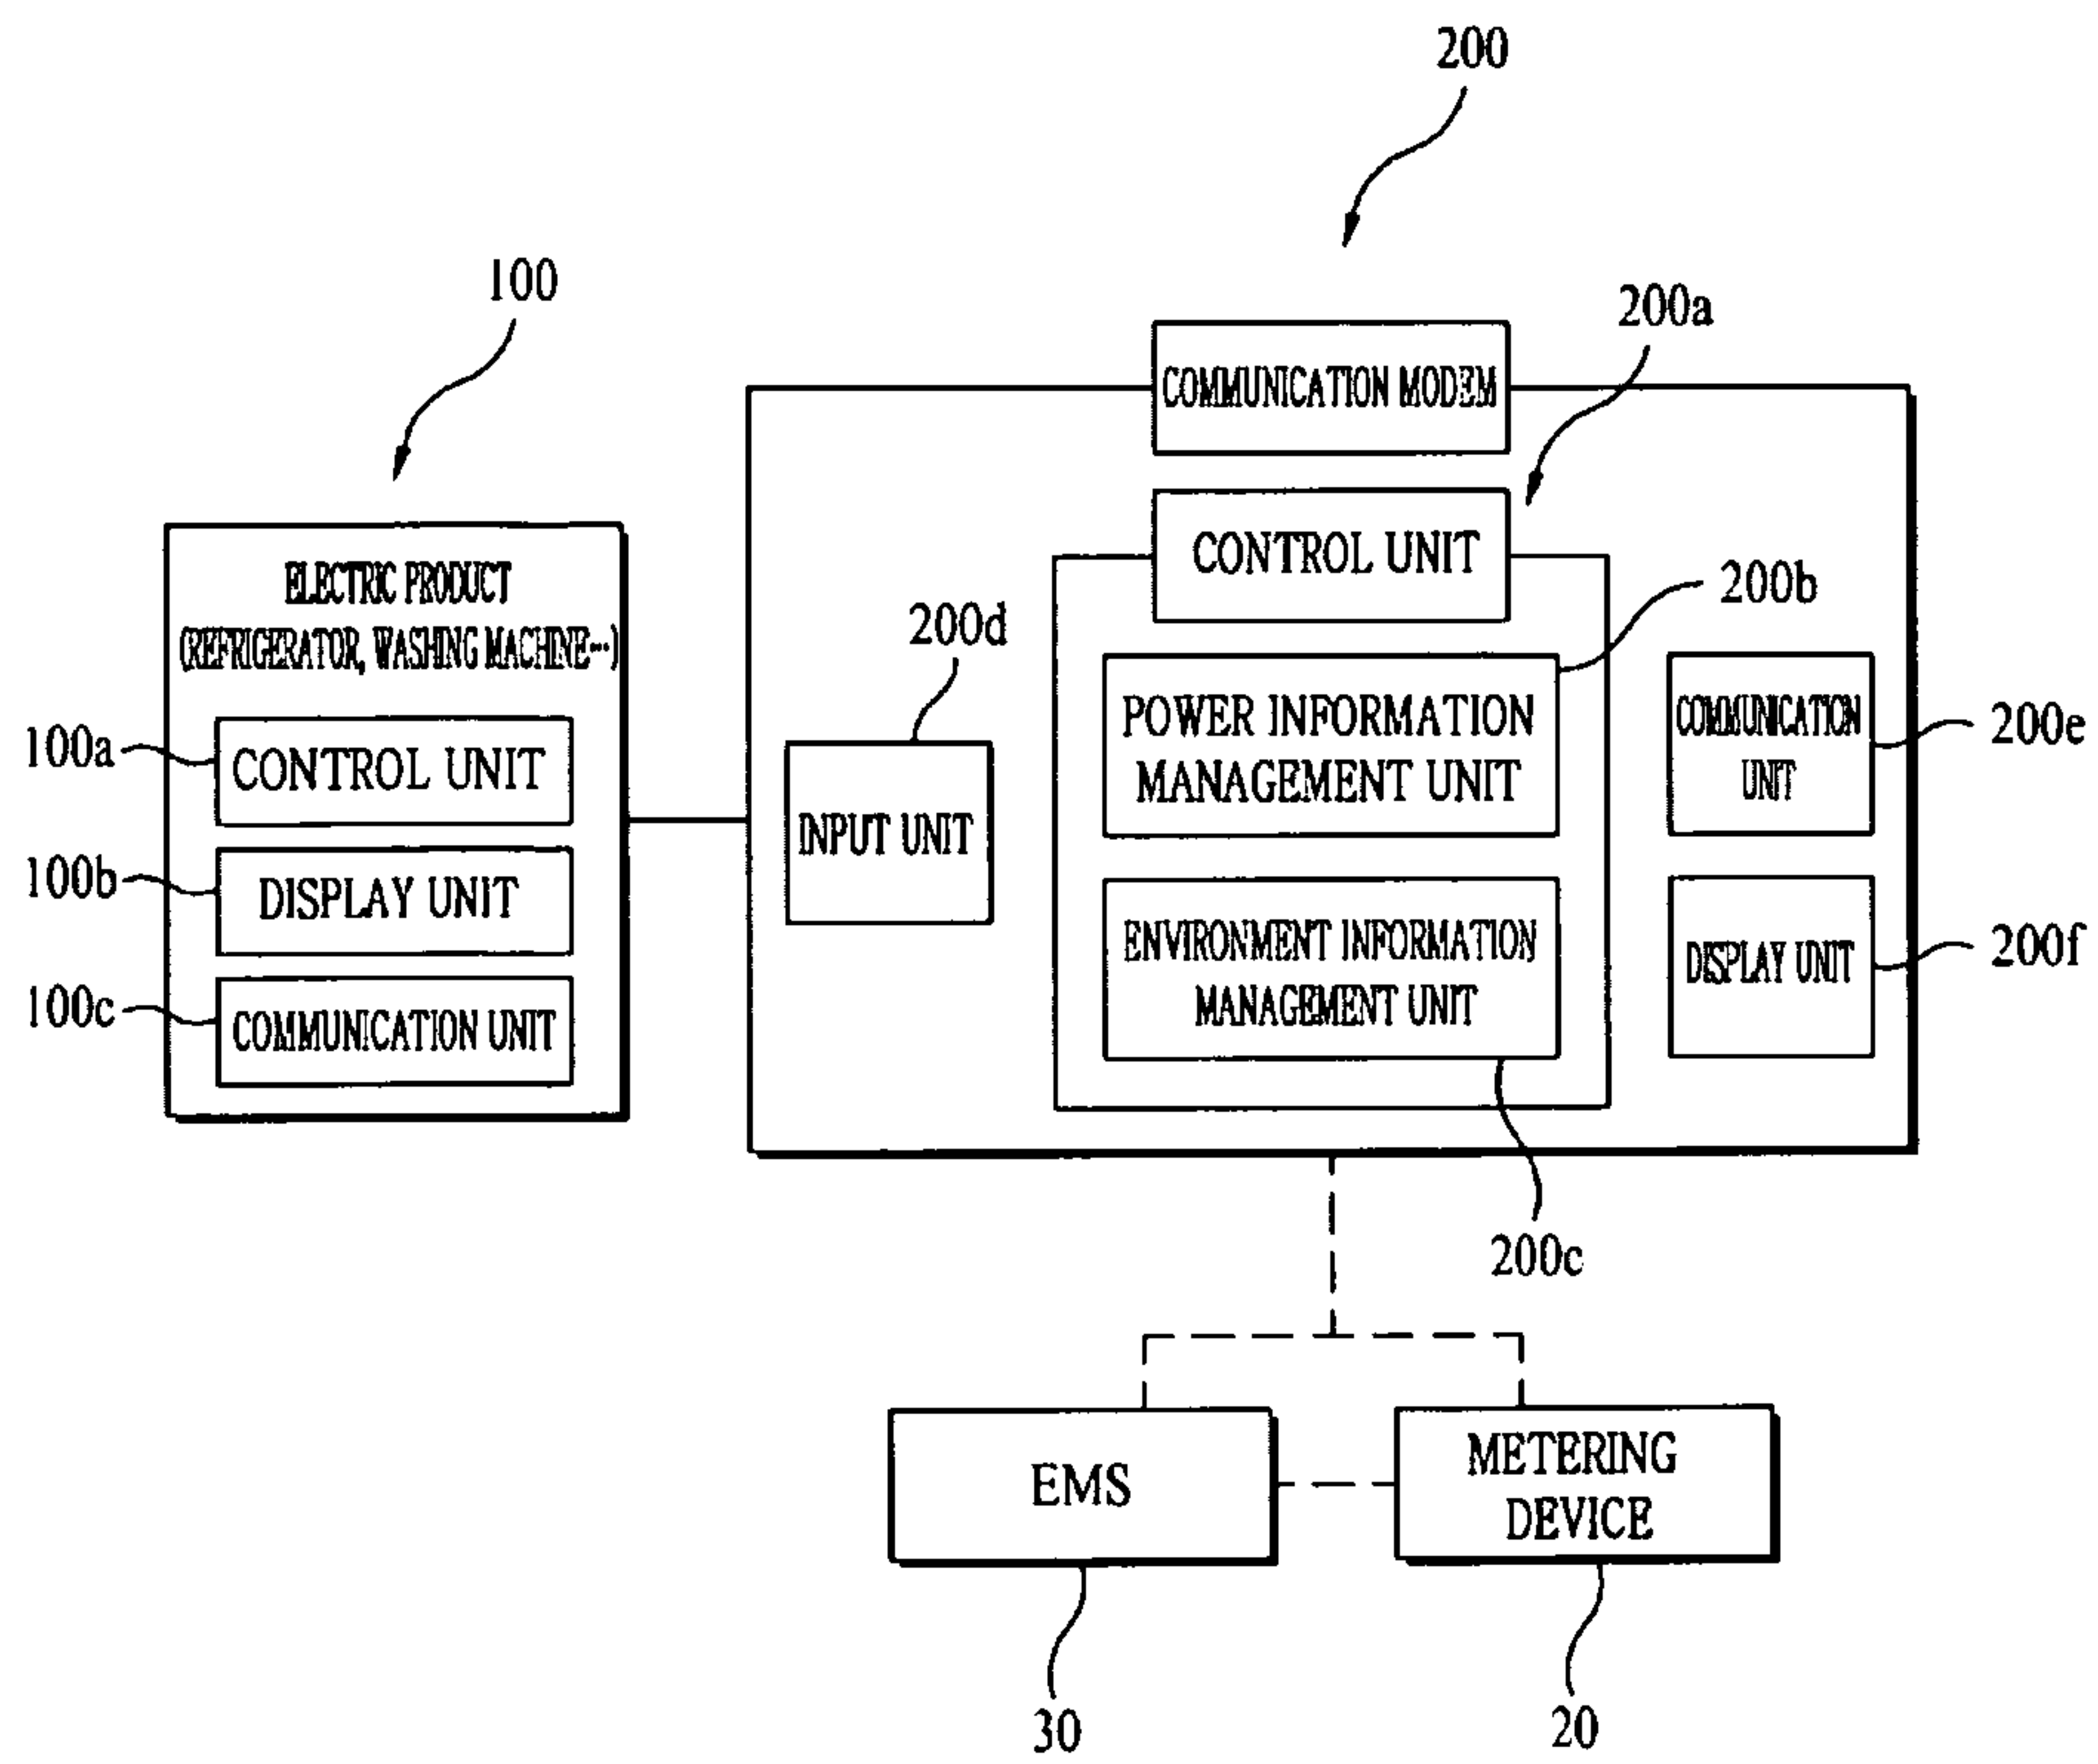 200
100
200a
COMMUNICATION MODEM
CONTROL UNIT
ELECTRIC PRODUCT
(REFRIGERATOR, WASHING MACHINE···)
200b
200d
POWER INFORMATION
MANAGEMENT UNIT
COMMUNICATION
UNIT
200e
100a
CONTROL UNIT
INPUT UNIT
100b
DISPLAY UNIT
ENVIRONMENT INFORMATION
MANAGEMENT UNIT
DISPLAY UNIT
200f
100c
COMMUNICATION UNIT
200c
EMS
METERING
DEVICE
30
20